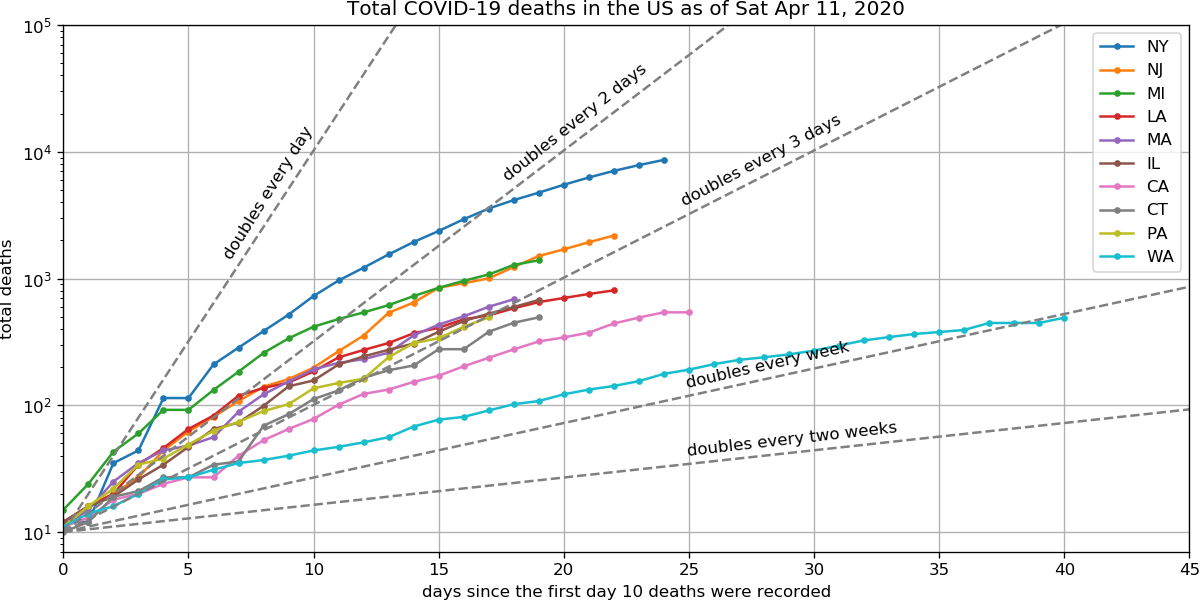 Total COVID-19 deaths in the US as of Sat Apr 11, 2020
total deaths
10^5
10^4
10^3
10^2
10^1
doubles every day
doubles every 2 days
doubles every 3 days
doubles every week
doubles every two weeks
NY
NJ
MI
LA
MA
IL
CA
CT
PA
WA
0 5 10 15 20 25 30 35 40 45
days since the first day 10 deaths were recorded